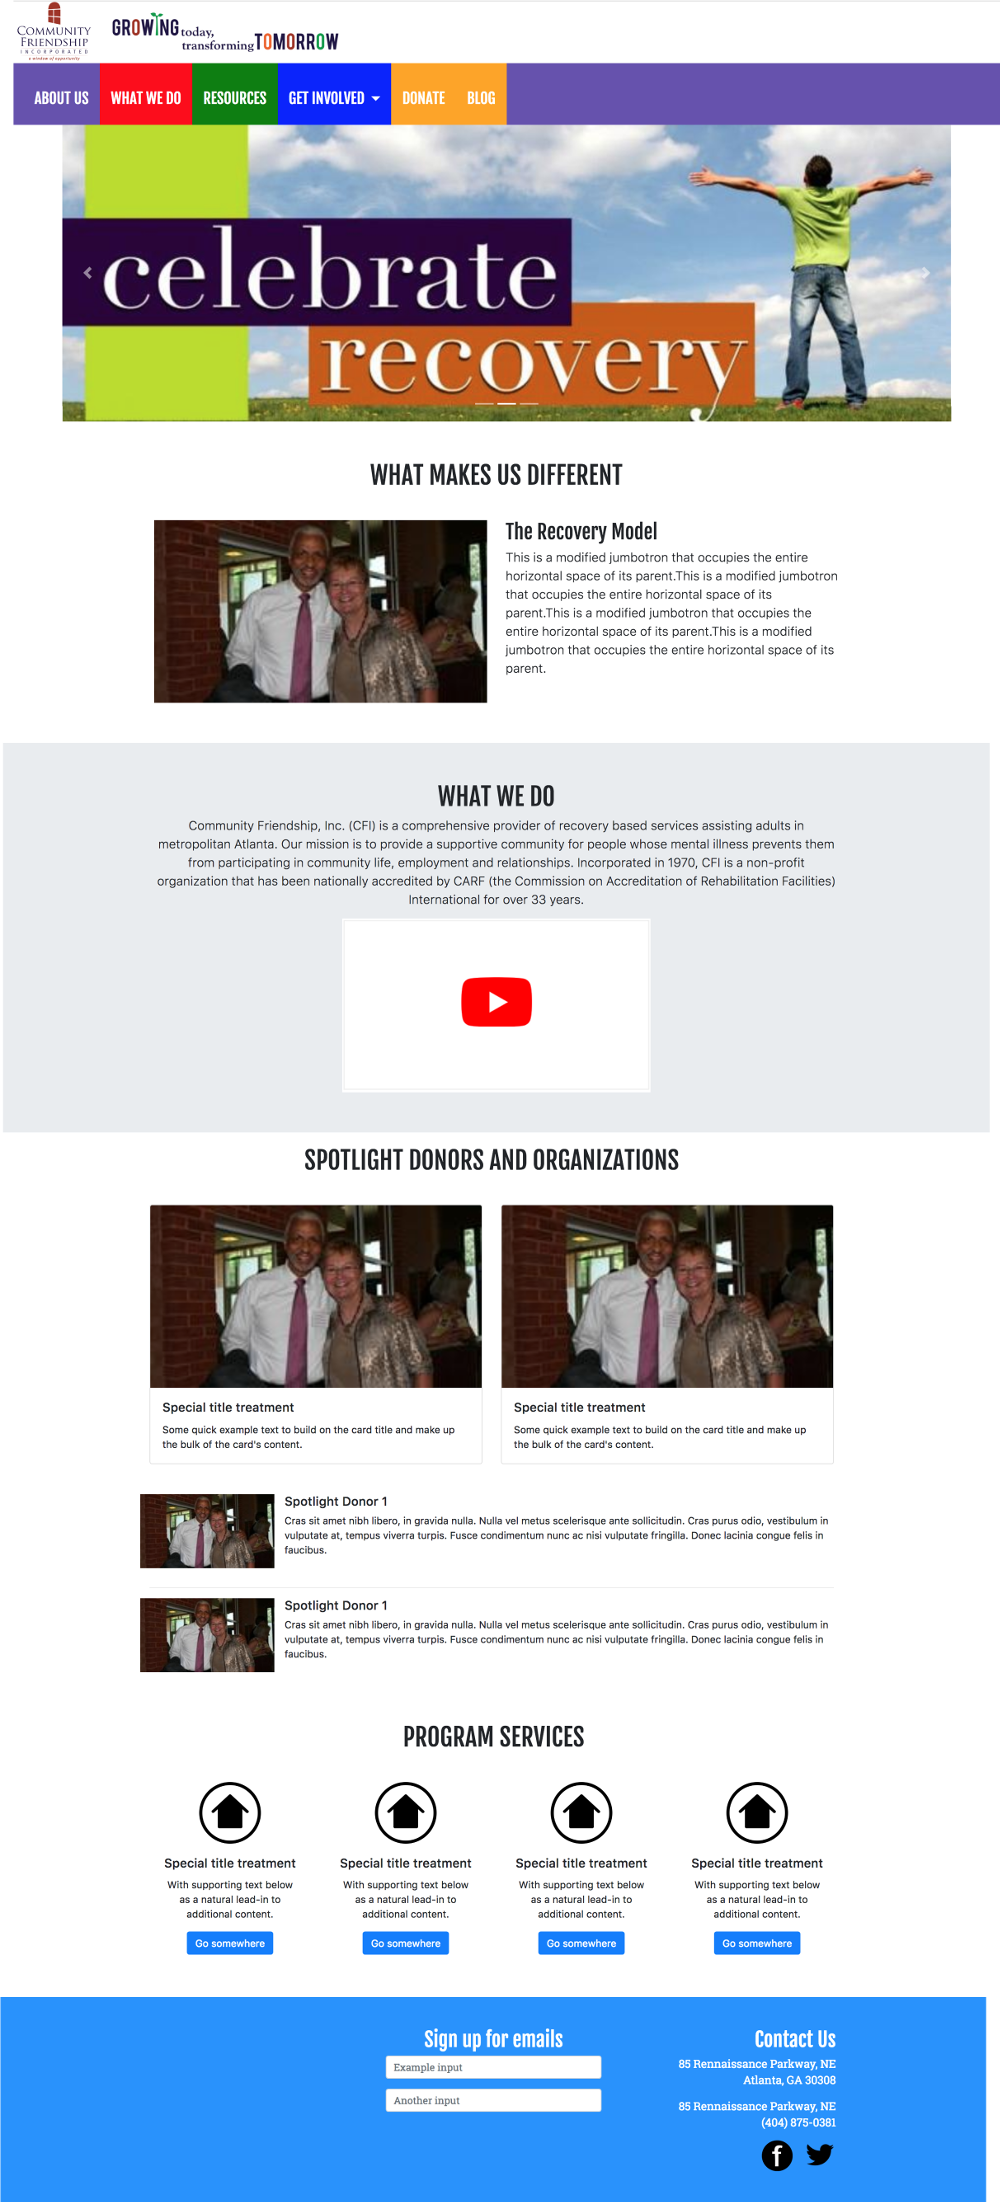 COMMUNITY
FRIENDSHIP
INCORPORATED
a window of opportunity
GROWING today,
transforming TOMORROW
ABOUT US
WHAT WE DO
RESOURCES
GET INVOLVED
DONATE
BLOG
celebrate
recovery
WHAT MAKES US DIFFERENT
The Recovery Model
This is a modified jumbotron that occupies the entire
horizontal space of its parent.This is a modified jumbotron
that occupies the entire horizontal space of its
parent.This is a modified jumbotron that occupies the
entire horizontal space of its parent.This is a modified
jumbotron that occupies the entire horizontal space of its
parent.
WHAT WE DO
Community Friendship, Inc. (CFI) is a comprehensive provider of recovery based services assisting adults in
metropolitan Atlanta. Our mission is to provide a supportive community for people whose mental illness prevents them
from participating in community life, employment and relationships. Incorporated in 1970, CFI is a non-profit
organization that has been nationally accredited by CARF (the Commission on Accreditation of Rehabilitation Facilities)
International for over 33 years.
SPOTLIGHT DONORS AND ORGANIZATIONS
Special title treatment
Some quick example text to build on the card title and make up
the bulk of the card's content.
Special title treatment
Some quick example text to build on the card title and make up
the bulk of the card's content.
Spotlight Donor 1
Cras sit amet nibh libero, in gravida nulla. Nulla vel metus scelerisque ante sollicitudin. Cras purus odio, vestibulum in
vulputate at, tempus viverra turpis. Fusce condimentum nunc ac nisi vulputate fringilla. Donec lacinia congue felis in
faucibus.
Spotlight Donor 1
Cras sit amet nibh libero, in gravida nulla. Nulla vel metus scelerisque ante sollicitudin. Cras purus odio, vestibulum in
vulputate at, tempus viverra turpis. Fusce condimentum nunc ac nisi vulputate fringilla. Donec lacinia congue felis in
faucibus.
PROGRAM SERVICES
Special title treatment
With supporting text below
as a natural lead-in to
additional content.
Go somewhere
Special title treatment
With supporting text below
as a natural lead-in to
additional content.
Go somewhere
Special title treatment
With supporting text below
as a natural lead-in to
additional content.
Go somewhere
Special title treatment
With supporting text below
as a natural lead-in to
additional content.
Go somewhere
Sign up for emails
Example input
Another input
Contact Us
85 Rennaissance Parkway, NE
Atlanta, GA 30308
85 Rennaissance Parkway, NE
(404) 875-0381